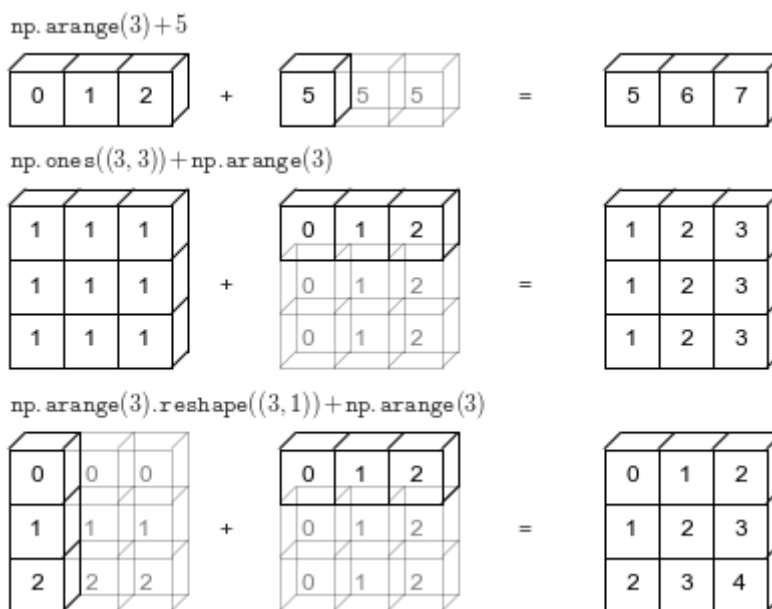 np.arange(3)+5
0 1 2 + 5 5 5 = 5 6 7
np.ones((3, 3))+np.arange(3)
1 1 1 0 1 2 1 2 3
1 1 1 + 0 1 2 = 1 2 3
1 1 1 0 1 2 1 2 3
np.arange(3).reshape((3, 1))+np.arange(3)
0 0 0 0 1 2 0 1 2
1 1 1 + 0 1 2 = 1 2 3
2 2 2 0 1 2 2 3 4